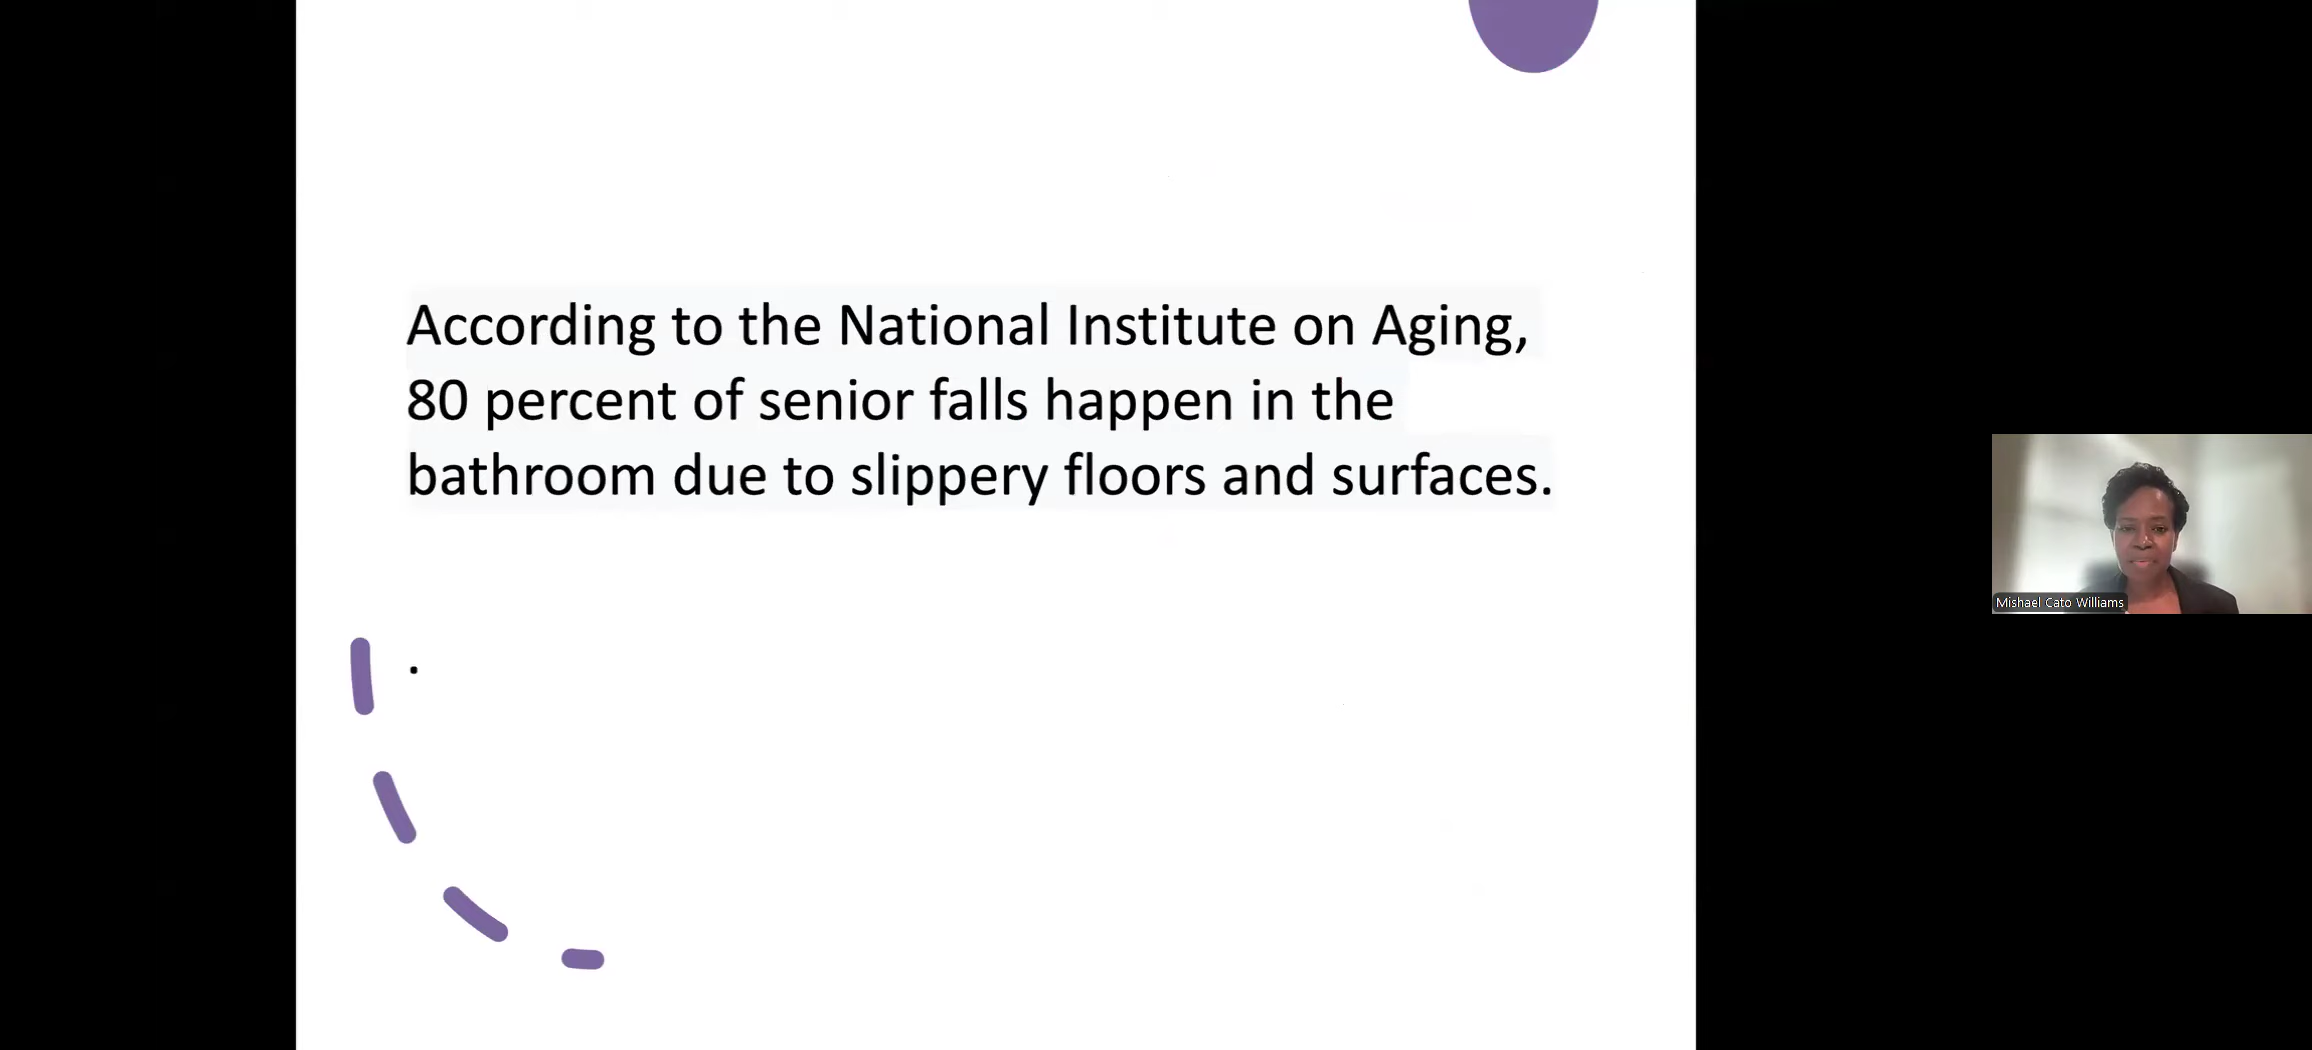 According to the National Institute on Aging,
80 percent of senior falls happen in the
bathroom due to slippery floors and surfaces.
.
Mishael Cato Williams